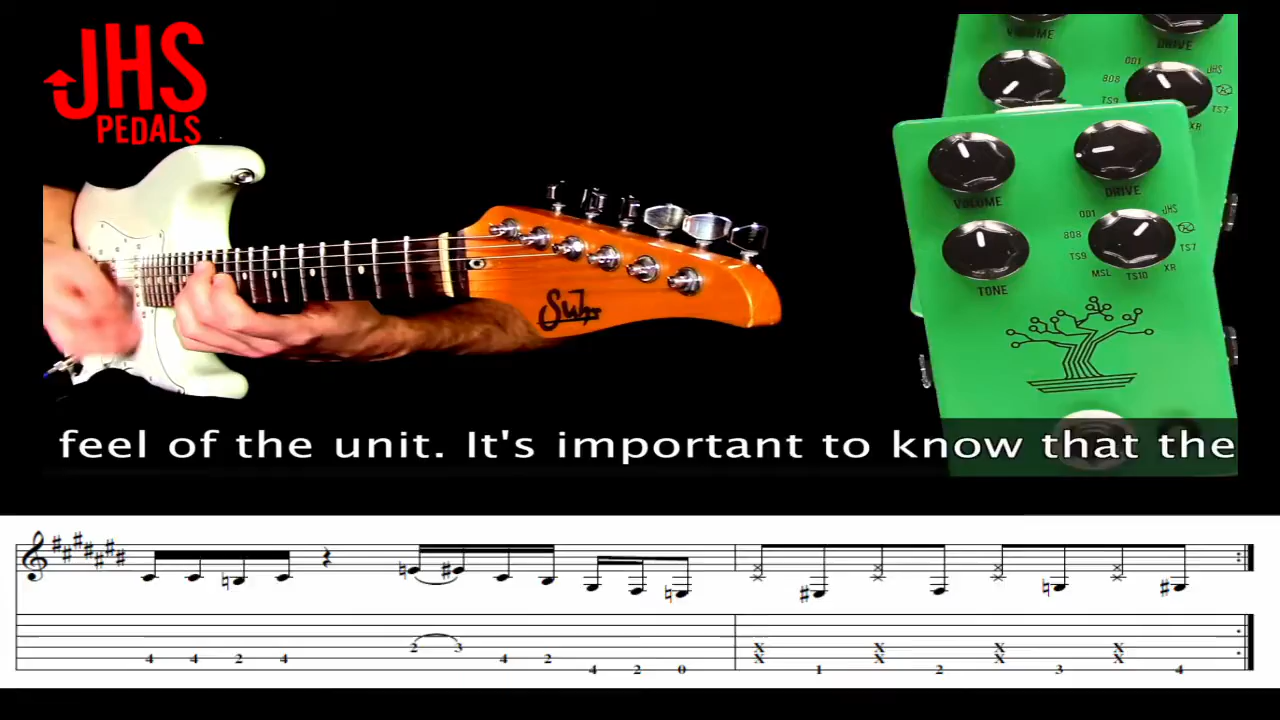 JHS
PEDALS
VOLUME
DRIVE
OD1
JHS
808
TS9
TS7
XR
VOLUME
DRIVE
OD1
JHS
808
TS7
TS9
XR
MSL
TS10
TONE
Suhr
feel of the unit. It's important to know that the
4 4 2 4 2 3 4 2 4 2 0 X X 1 X X 2 X X 3 X X 4